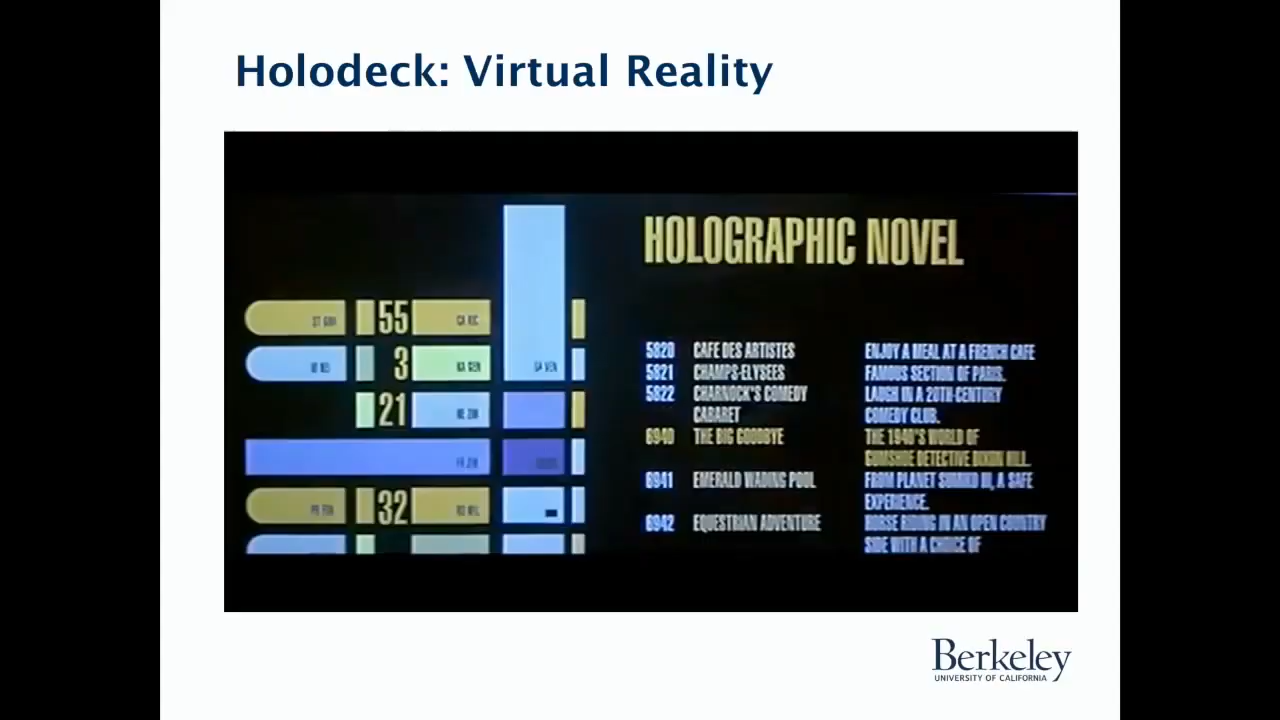 Holodeck: Virtual Reality
HOLOGRAPHIC NOVEL
55
3
21
32
5820 CAFE DES ARTISTES ENJOY A MEAL AT A FRENCH CAFE
5821 CHAMPS-ELYSEES FAMOUS SECTION OF PARIS.
5822 CHARNOCK'S COMEDY LAUGH IN A 20TH-CENTURY
CABARET COMEDY CLUB.
6940 THE BIG GOODBYE THE 1940'S WORLD OF
GUMSHOE DETECTIVE DIXON HILL.
6941 EMERALD WADING POOL FROM PLANET SUMIKO III, A SAFE
EXPERIENCE.
6942 EQUESTRIAN ADVENTURE HORSE RIDING IN AN OPEN COUNTRY
SIDE WITH A CHOICE OF
Berkeley
UNIVERSITY OF CALIFORNIA